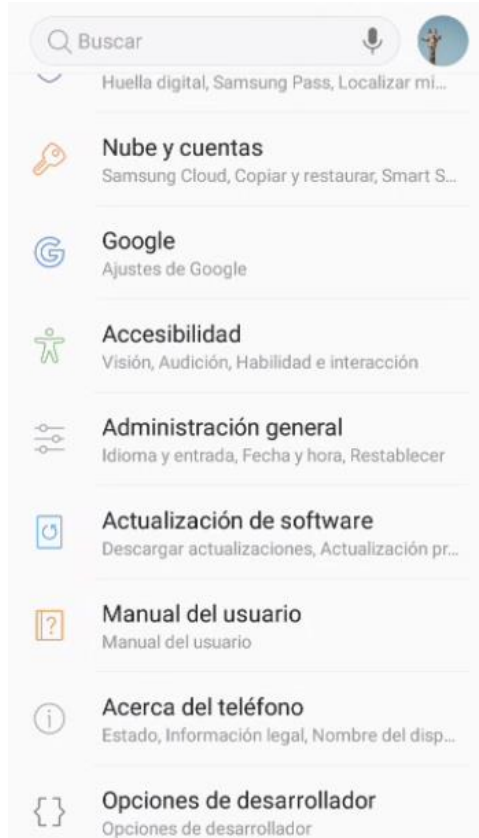 Buscar
Huella digital, Samsung Pass, Localizar mi...
Nube y cuentas
Samsung Cloud, Copiar y restaurar, Smart S...
Google
Ajustes de Google
Accesibilidad
Visión, Audición, Habilidad e interacción
Administración general
Idioma y entrada, Fecha y hora, Restablecer
Actualización de software
Descargar actualizaciones, Actualización pr...
Manual del usuario
Manual del usuario
Acerca del teléfono
Estado, Información legal, Nombre del disp...
Opciones de desarrollador
Opciones de desarrollador